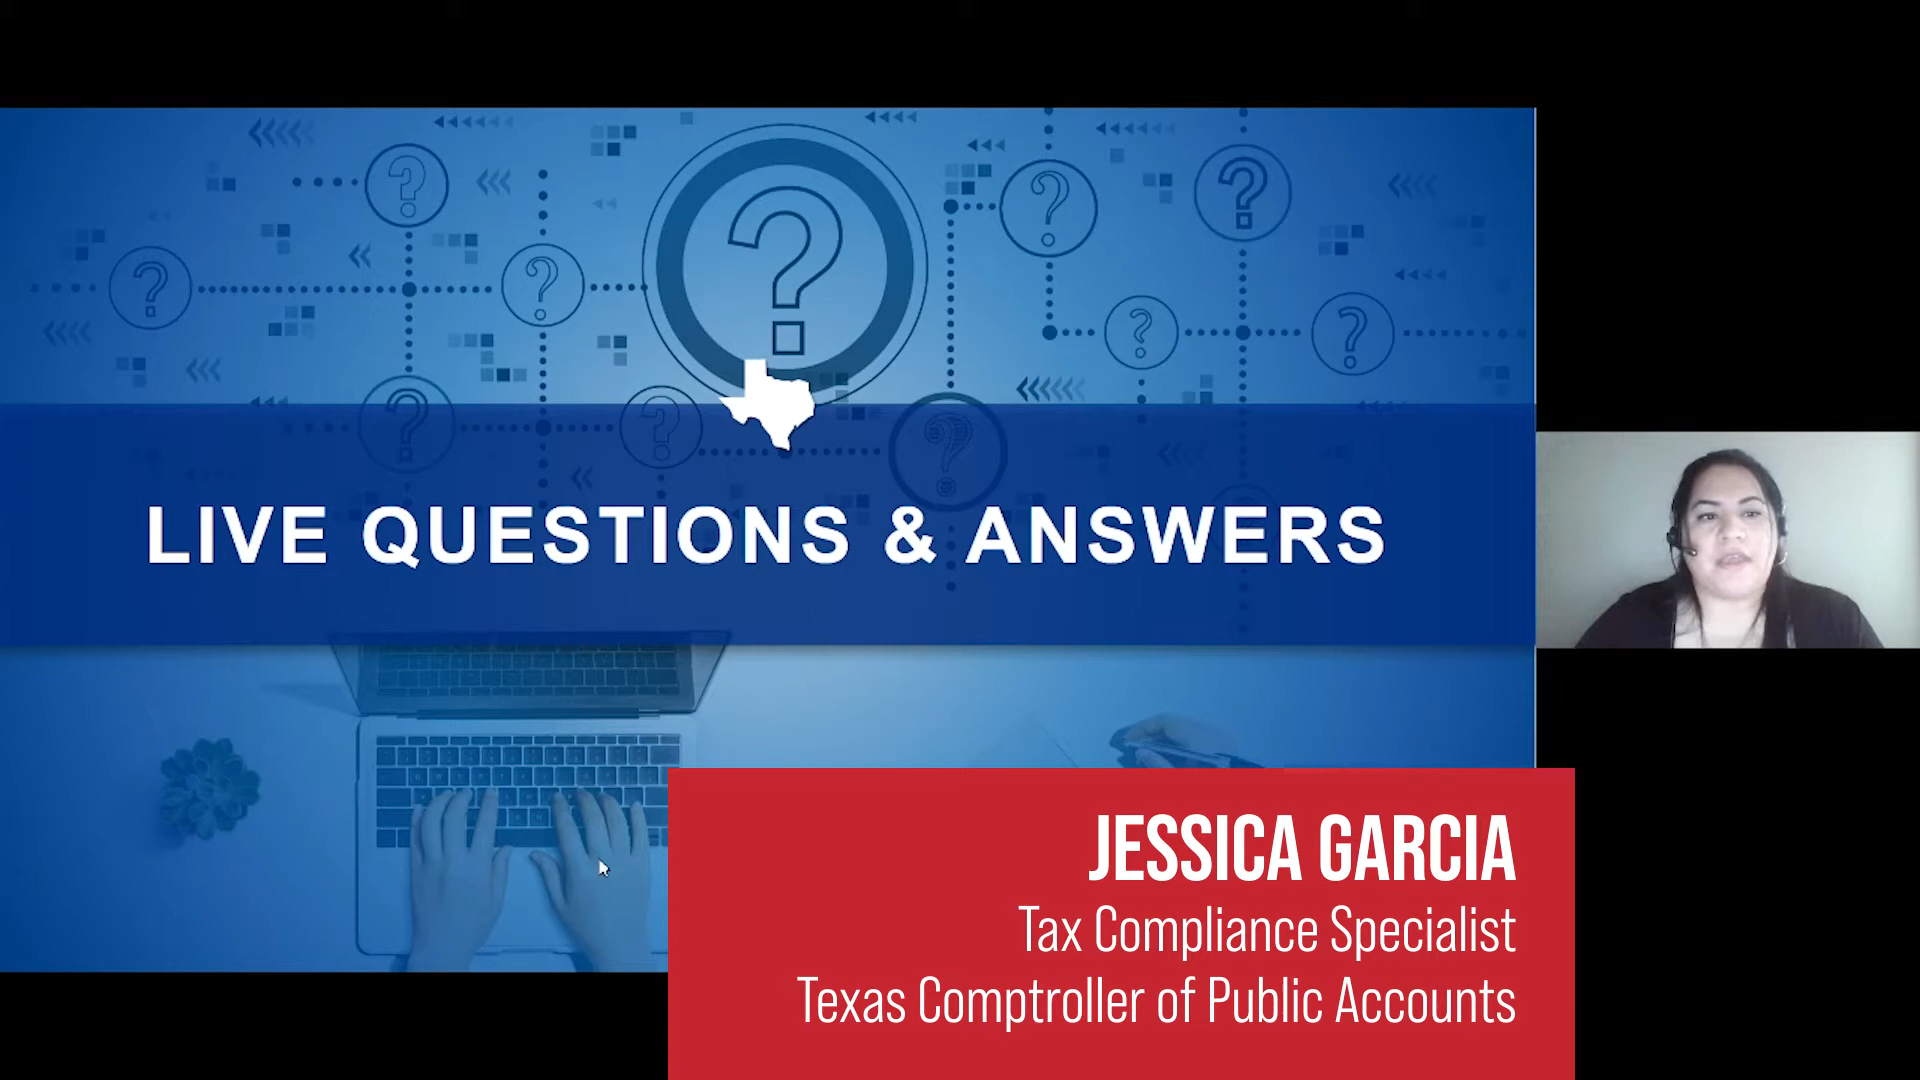 LIVE QUESTIONS & ANSWERS
JESSICA GARCIA
Tax Compliance Specialist
Texas Comptroller of Public Accounts